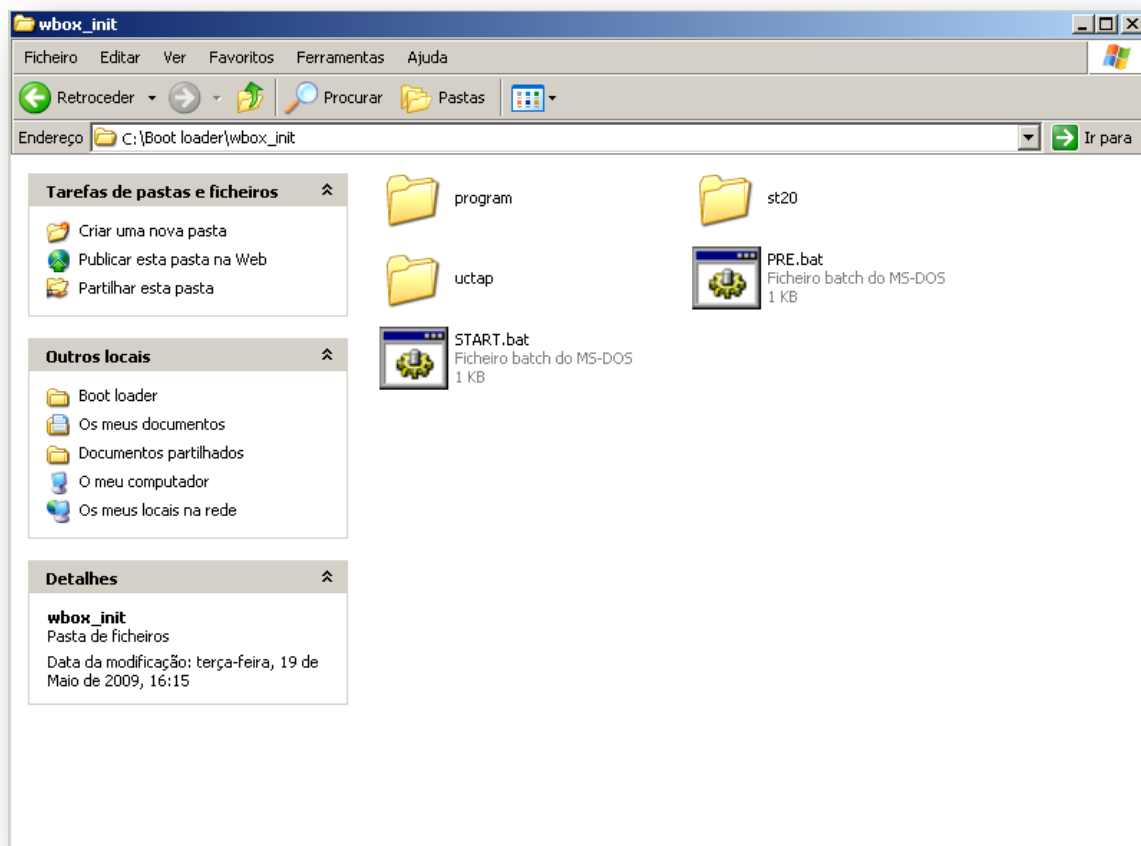 wbox_init
Ficheiro Editar Ver Favoritos Ferramentas Ajuda
Retroceder Procurar Pastas
Endereço C:\Boot loader\wbox_init Ir para
Tarefas de pastas e ficheiros
Criar uma nova pasta
Publicar esta pasta na Web
Partilhar esta pasta
Outros locais
Boot loader
Os meus documentos
Documentos partilhados
O meu computador
Os meus locais na rede
Detalhes
wbox_init
Pasta de ficheiros
Data da modificação: terça-feira, 19 de
Maio de 2009, 16:15
program
st20
uctap
PRE.bat
Ficheiro batch do MS-DOS
1 KB
START.bat
Ficheiro batch do MS-DOS
1 KB